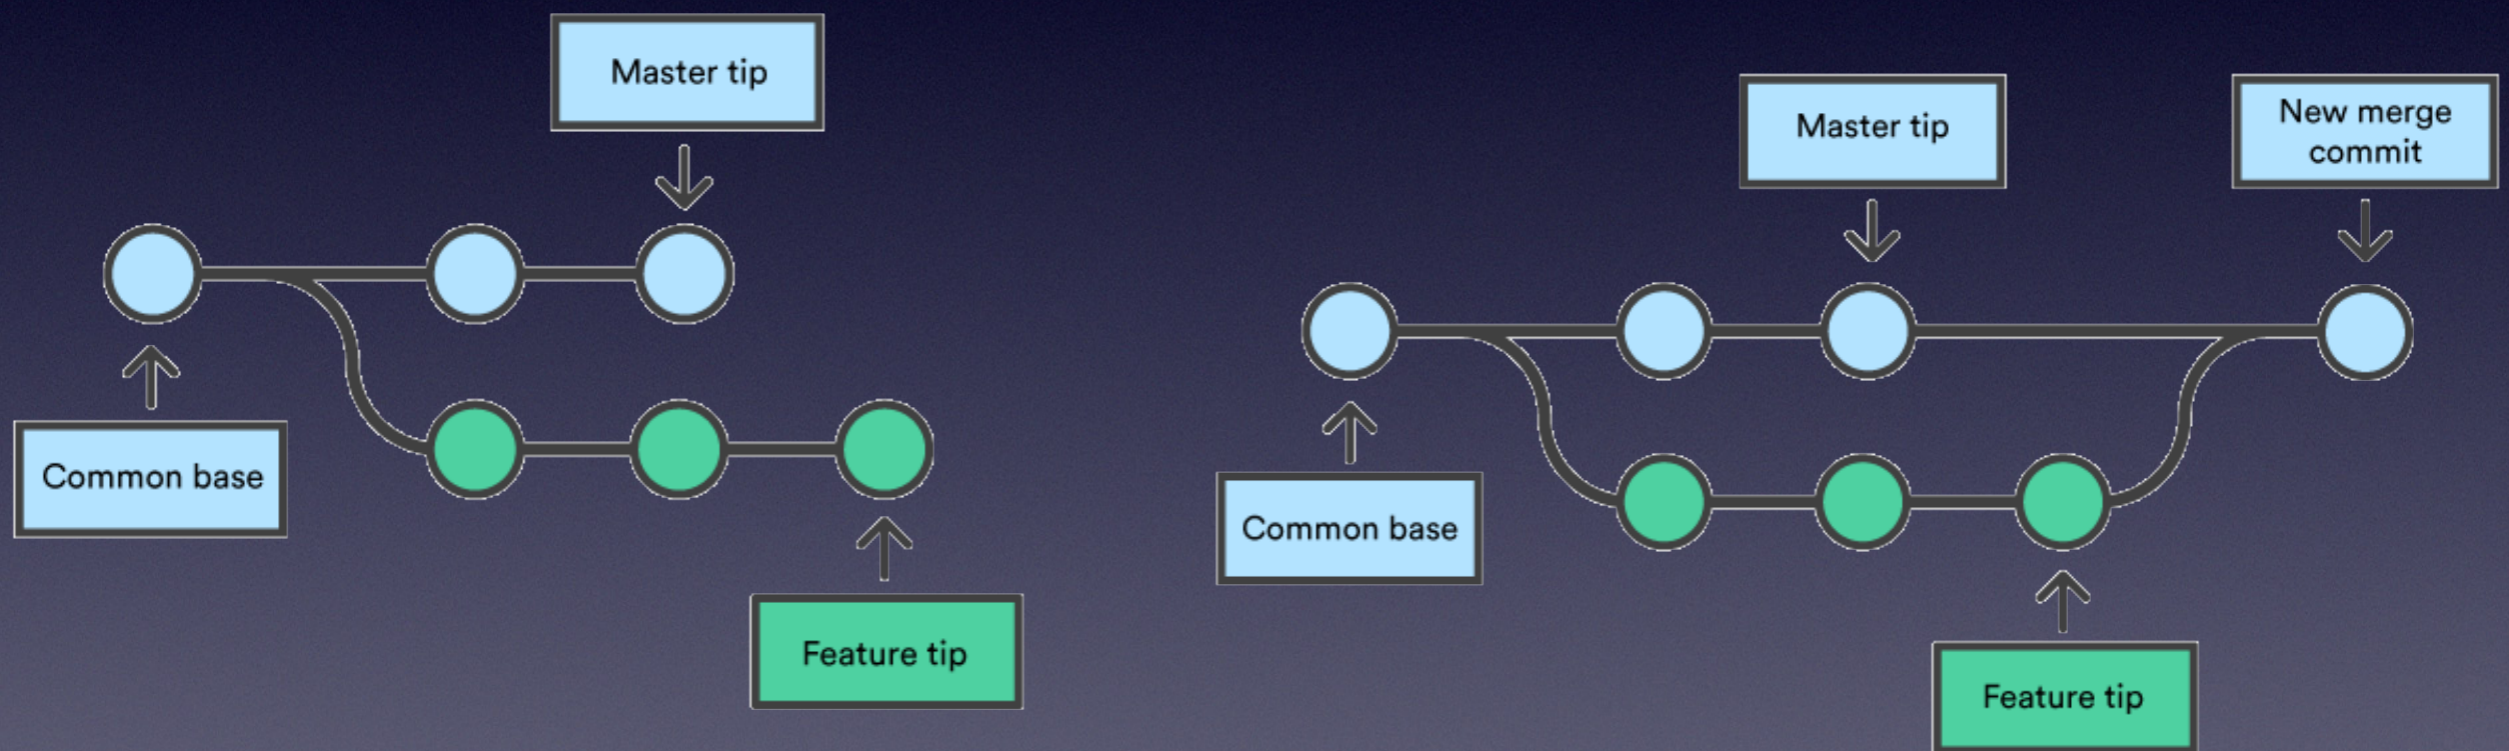 Master tip
Common base
Feature tip
Master tip
New merge
commit
Common base
Feature tip